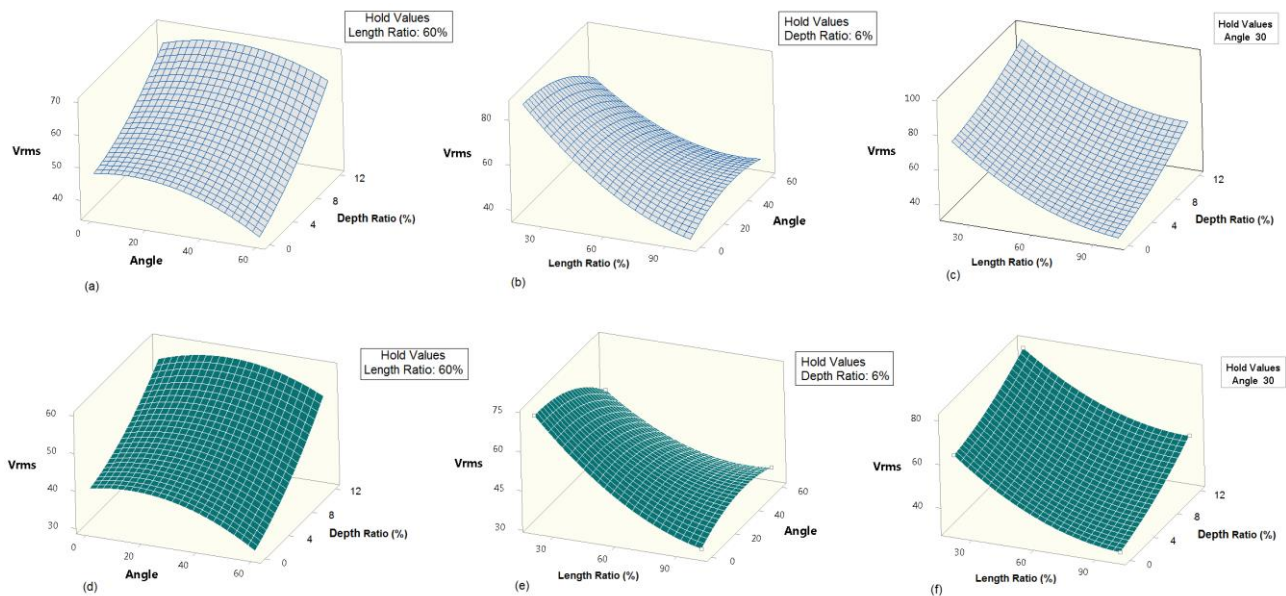 Hold Values
Length Ratio: 60%
70
60
Vrms
50
40
0
20
40
60
Angle
0
4
8
12
Depth Ratio (%)
(a)
Hold Values
Depth Ratio: 6%
80
Vrms
60
40
30
60
90
Length Ratio (%)
0
20
40
60
Angle
(b)
Hold Values
Angle 30
100
80
Vrms
60
40
30
60
90
Length Ratio (%)
0
4
8
12
Depth Ratio (%)
(c)
Hold Values
Length Ratio: 60%
60
50
Vrms
40
30
0
20
40
60
Angle
0
4
8
12
Depth Ratio (%)
(d)
Hold Values
Depth Ratio: 6%
75
60
Vrms
45
30
30
60
90
Length Ratio (%)
0
20
40
60
Angle
(e)
Hold Values
Angle 30
80
60
Vrms
40
30
60
90
Length Ratio (%)
0
4
8
12
Depth Ratio (%)
(f)